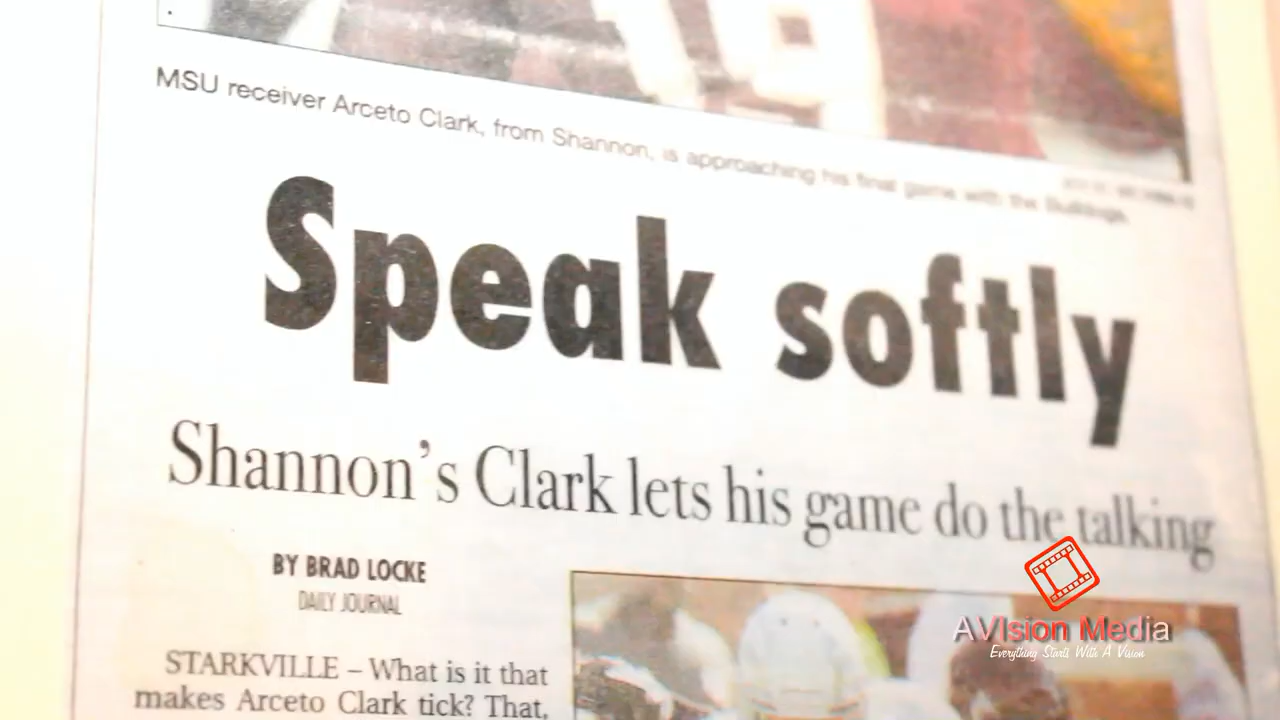 MSU receiver Arceto Clark, from Shannon, is approaching his final game with the Bulldogs.
Speak softly
Shannon's Clark lets his game do the talking
BY BRAD LOCKE
DAILY JOURNAL
STARKVILLE – What is it that
makes Arceto Clark tick? That,
AVIsion Media
Everything Starts With A Vision